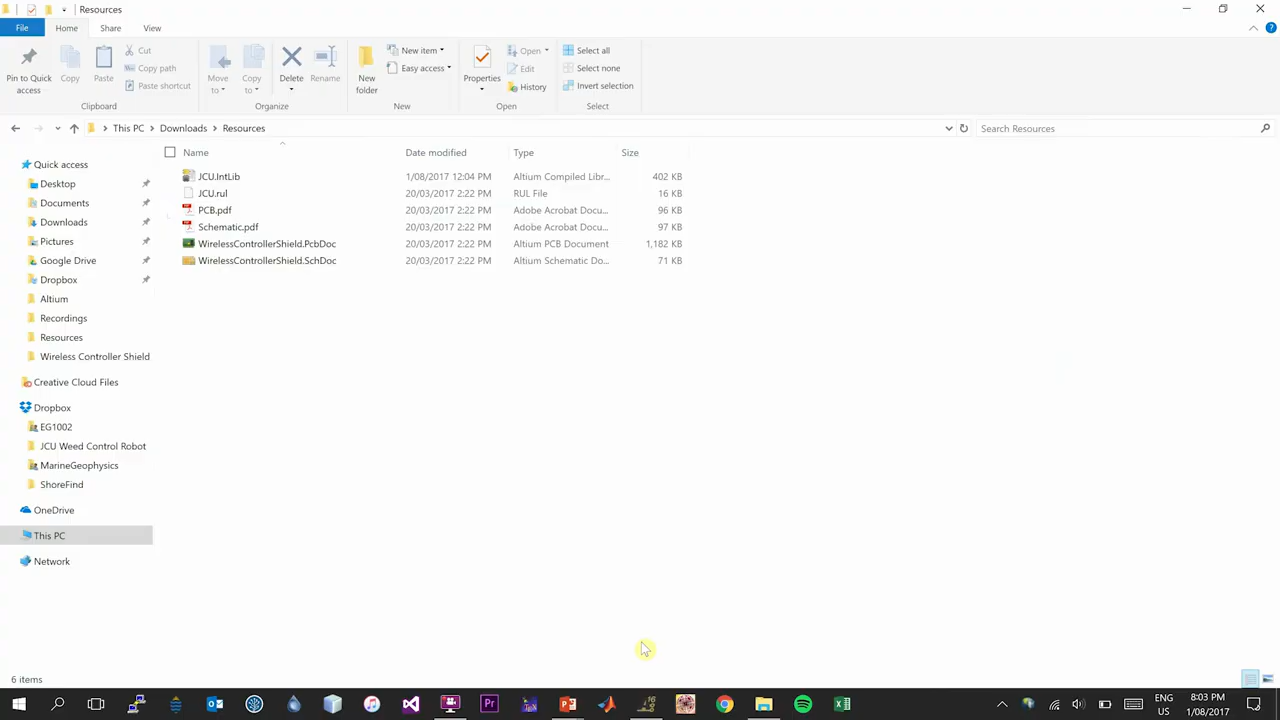 Resources
File Home Share View
Pin to Quick access
Copy
Paste
Cut
Copy path
Paste shortcut
Clipboard
Move to
Copy to
Delete
Rename
Organize
New folder
New item
Easy access
New
Properties
Open
Edit
History
Open
Select all
Select none
Invert selection
Select
This PC Downloads Resources
Search Resources
Name Date modified Type Size
JCU.IntLib 1/08/2017 12:04 PM Altium Compiled Libr... 402 KB
JCU.rul 20/03/2017 2:22 PM RUL File 16 KB
PCB.pdf 20/03/2017 2:22 PM Adobe Acrobat Docu... 96 KB
Schematic.pdf 20/03/2017 2:22 PM Adobe Acrobat Docu... 97 KB
WirelessControllerShield.PcbDoc 20/03/2017 2:22 PM Altium PCB Document 1,182 KB
WirelessControllerShield.SchDoc 20/03/2017 2:22 PM Altium Schematic Do... 71 KB
Quick access
Desktop
Documents
Downloads
Pictures
Google Drive
Dropbox
Altium
Recordings
Resources
Wireless Controller Shield
Creative Cloud Files
Dropbox
EG1002
JCU Weed Control Robot
MarineGeophysics
ShoreFind
OneDrive
This PC
Network
6 items
ENG
US
8:03 PM
1/08/2017